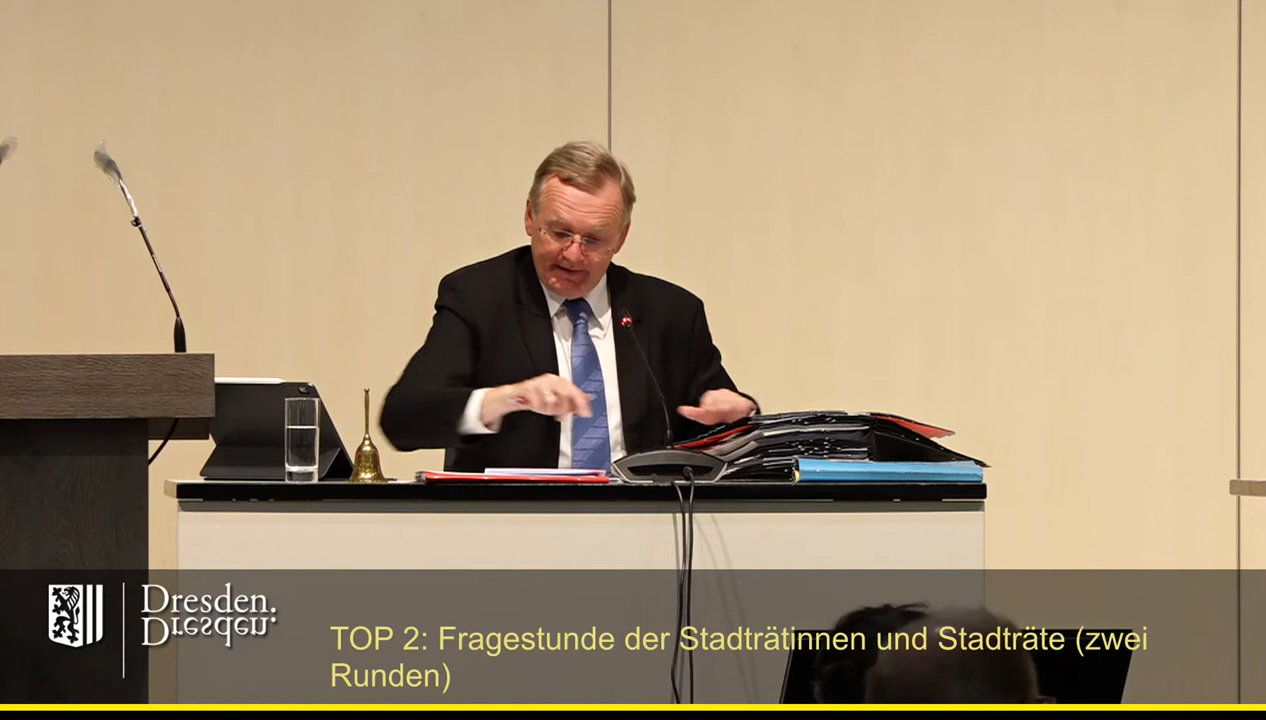 Dresden.
Dresden.
TOP 2: Fragestunde der Stadträtinnen und Stadträte (zwei
Runden)